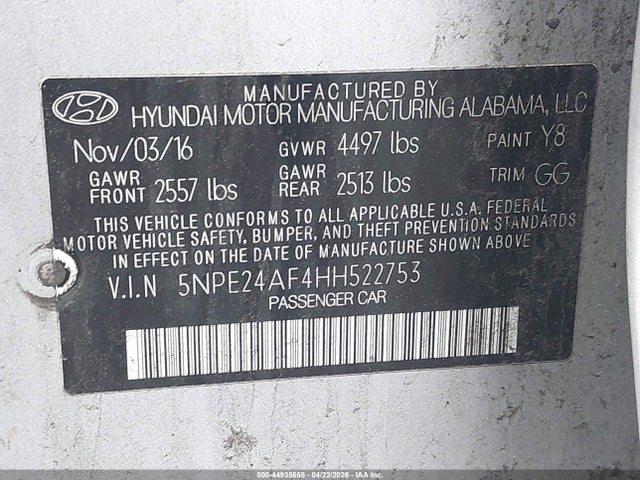 MANUFACTURED BY
HYUNDAI MOTOR MANUFACTURING ALABAMA, LLC
Nov/03/16 GVWR 4497 lbs PAINT Y8
GAWR FRONT 2557 lbs GAWR REAR 2513 lbs TRIM GG
THIS VEHICLE CONFORMS TO ALL APPLICABLE U.S.A. FEDERAL
MOTOR VEHICLE SAFETY, BUMPER, AND THEFT PREVENTION STANDARDS
IN EFFECT ON THE DATE OF MANUFACTURE SHOWN ABOVE
V.I.N 5NPE24AF4HH522753
PASSENGER CAR
000-44935658 - 04/22/2026 - IAAI Inc.